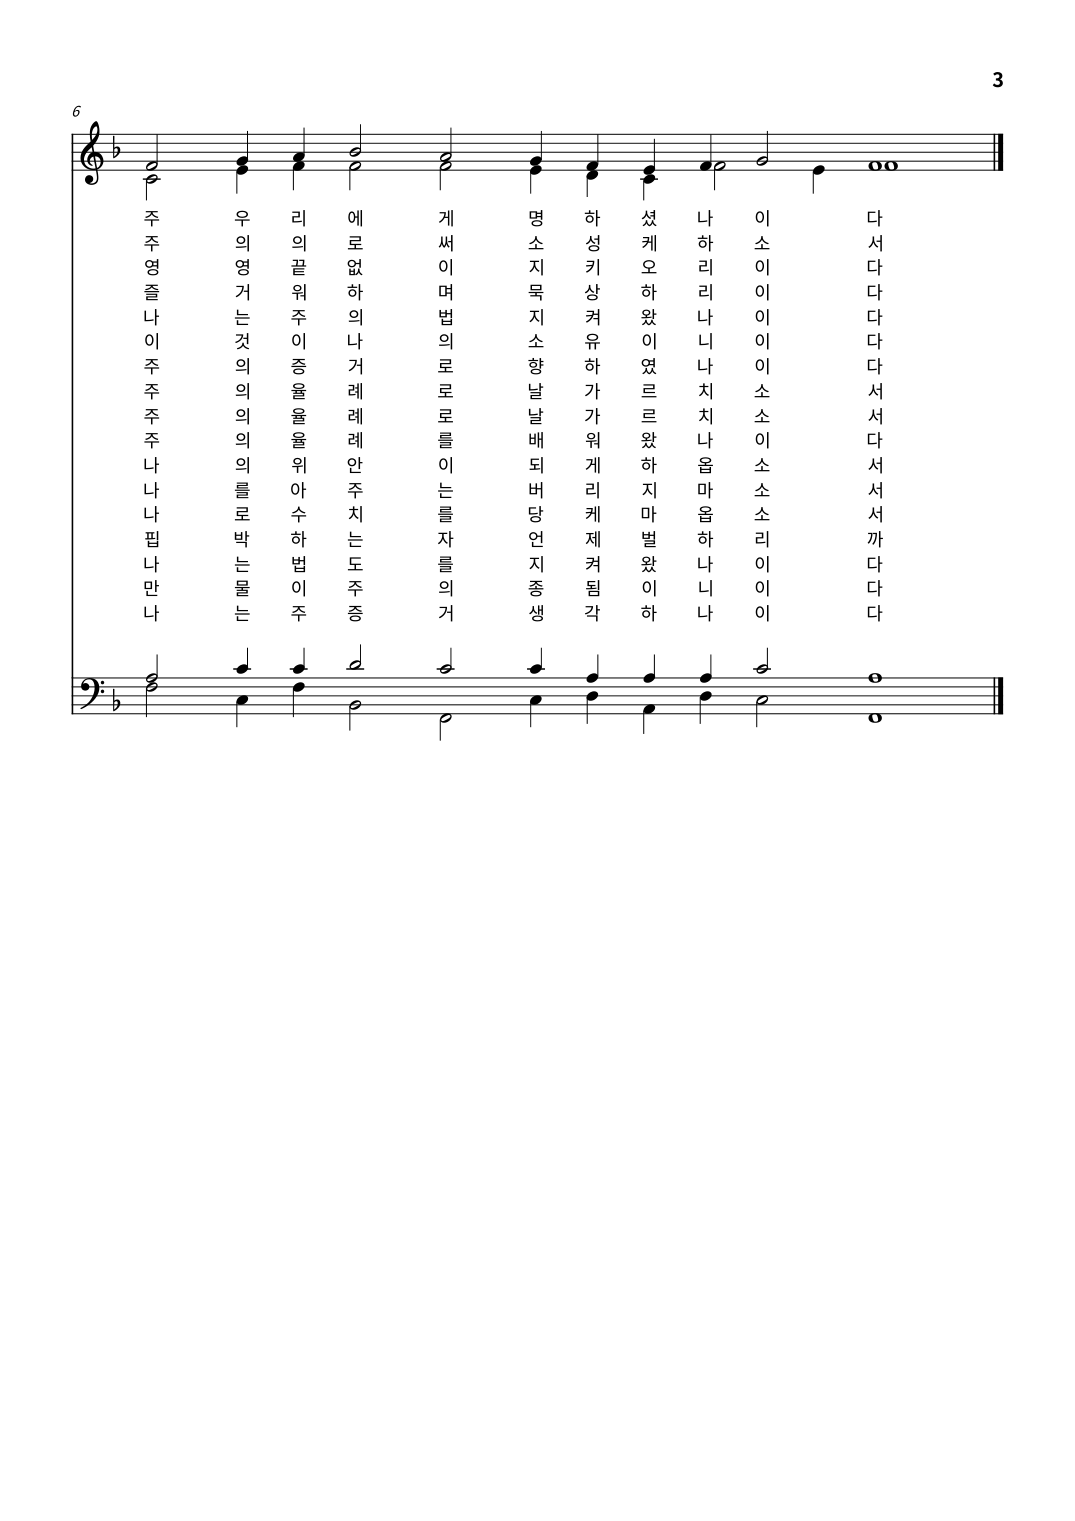 3
6
주 우 리 에 게 명 하 셨 나 이 다
주 의 의 로 써 소 성 케 하 소 서
영 영 끝 없 이 지 키 오 리 이 다
즐 거 워 하 며 묵 상 하 리 이 다
나 는 주 의 법 지 켜 왔 나 이 다
이 것 이 나 의 소 유 이 니 이 다
주 의 증 거 로 향 하 였 나 이 다
주 의 율 례 로 날 가 르 치 소 서
주 의 율 례 로 날 가 르 치 소 서
주 의 율 례 를 배 워 왔 나 이 다
나 의 위 안 이 되 게 하 옵 소 서
나 를 아 주 는 버 리 지 마 소 서
나 로 수 치 를 당 케 마 옵 소 서
핍 박 하 는 자 언 제 벌 하 리 까
나 는 법 도 를 지 켜 왔 나 이 다
만 물 이 주 의 종 됨 이 니 이 다
나 는 주 증 거 생 각 하 나 이 다